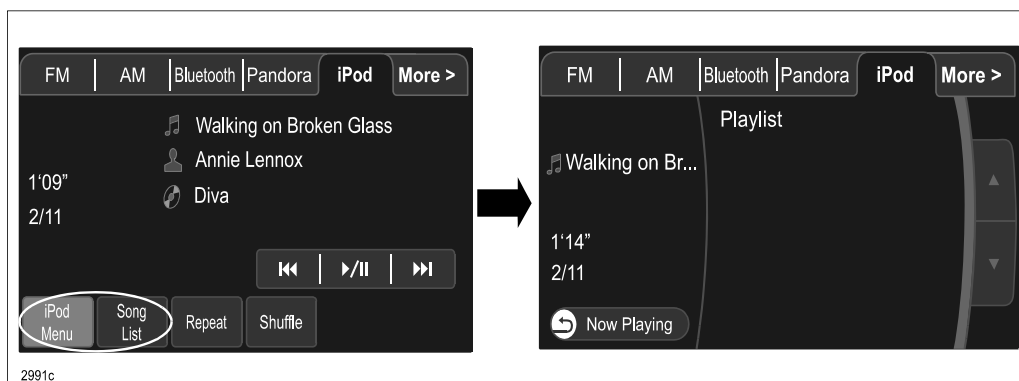 FM AM Bluetooth Pandora iPod More >
Walking on Broken Glass
Annie Lennox
Diva
1‘09”
2/11
iPod Menu
Song List
Repeat
Shuffle
FM AM Bluetooth Pandora iPod More >
Playlist
Walking on Br...
1‘14”
2/11
Now Playing
2991c